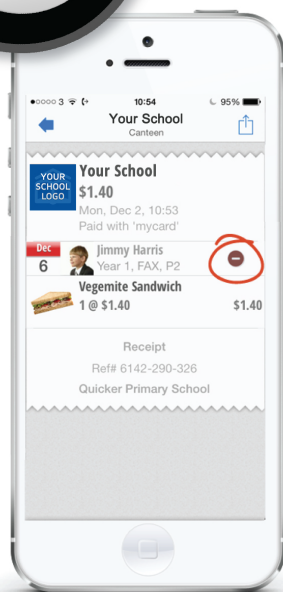 3 10:54 95%
Your School
Canteen
YOUR SCHOOL LOGO
Your School
$1.40
Mon, Dec 2, 10:53
Paid with 'mycard'
Dec
6
Jimmy Harris
Year 1, FAX, P2
Vegemite Sandwich
1 @ $1.40 $1.40
Receipt
Ref# 6142-290-326
Quicker Primary School